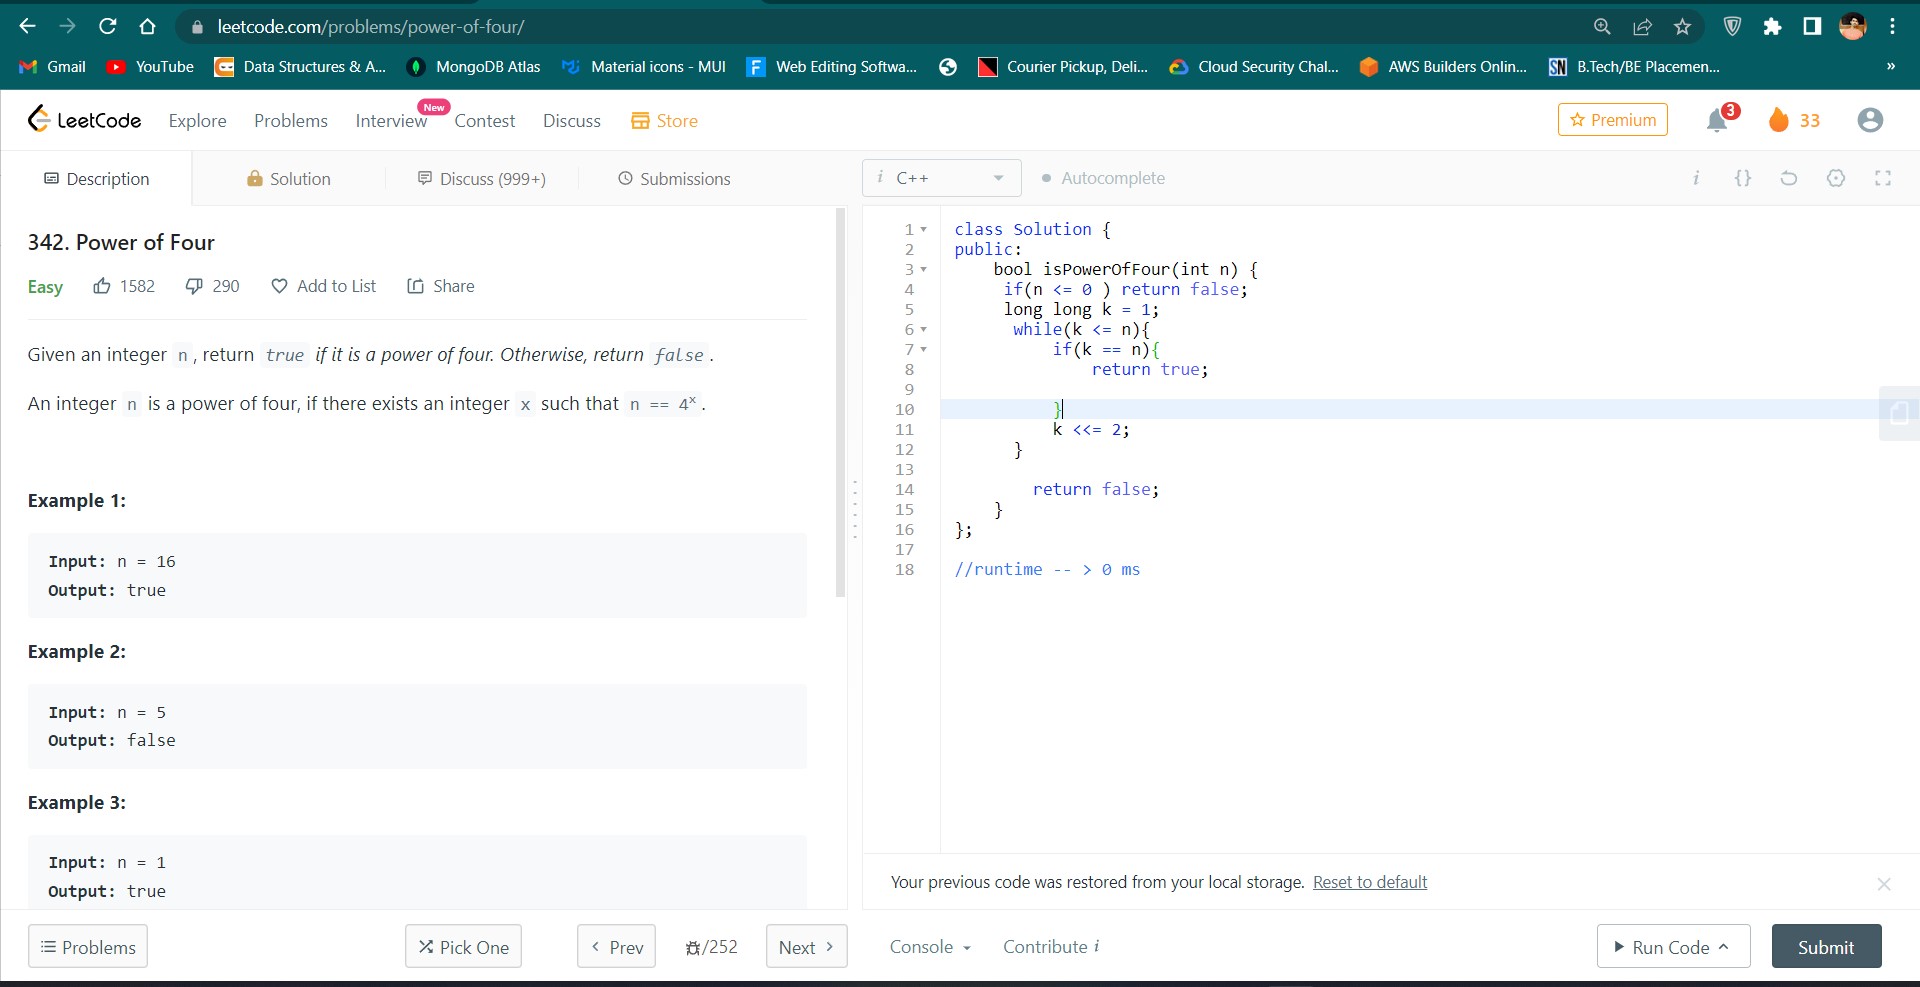 leetcode.com/problems/power-of-four/
Gmail YouTube Data Structures & A... MongoDB Atlas Material icons - MUI Web Editing Softwa... Courier Pickup, Deli... Cloud Security Chal... AWS Builders Onlin... SN B.Tech/BE Placemen... »
LeetCode Explore Problems Interview New Contest Discuss Store Premium 3 33
Description Solution Discuss (999+) Submissions
i C++ Autocomplete i {}
342. Power of Four
Easy 1582 290 Add to List Share
Given an integer n, return true if it is a power of four. Otherwise, return false.
An integer n is a power of four, if there exists an integer x such that n == 4ˣ.
Example 1:
Input: n = 16
Output: true
Example 2:
Input: n = 5
Output: false
Example 3:
Input: n = 1
Output: true
1 class Solution {
2 public:
3 bool isPowerOfFour(int n) {
4 if(n <= 0 ) return false;
5 long long k = 1;
6 while(k <= n){
7 if(k == n){
8 return true;
9
10 }
11 k <<= 2;
12 }
13
14 return false;
15 }
16 };
17
18 //runtime -- > 0 ms
Your previous code was restored from your local storage. Reset to default
Problems Pick One Prev /252 Next
Console Contribute i Run Code Submit